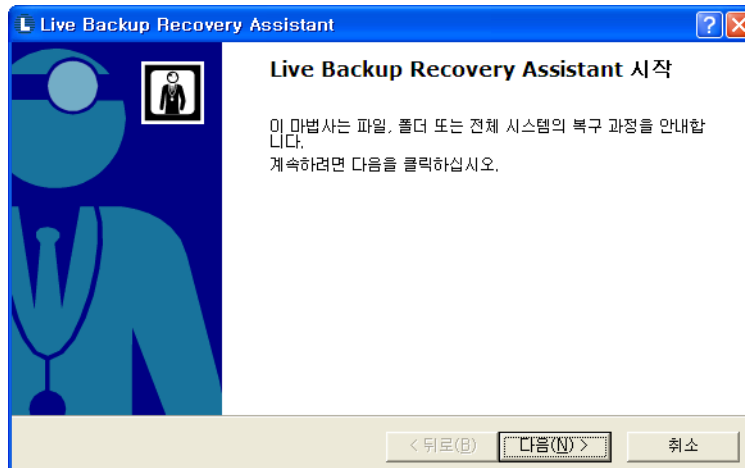 L Live Backup Recovery Assistant
Live Backup Recovery Assistant 시작
이 마법사는 파일, 폴더 또는 전체 시스템의 복구 과정을 안내합
니다.
계속하려면 다음을 클릭하십시오.
< 뒤로(B) 다음(N) > 취소